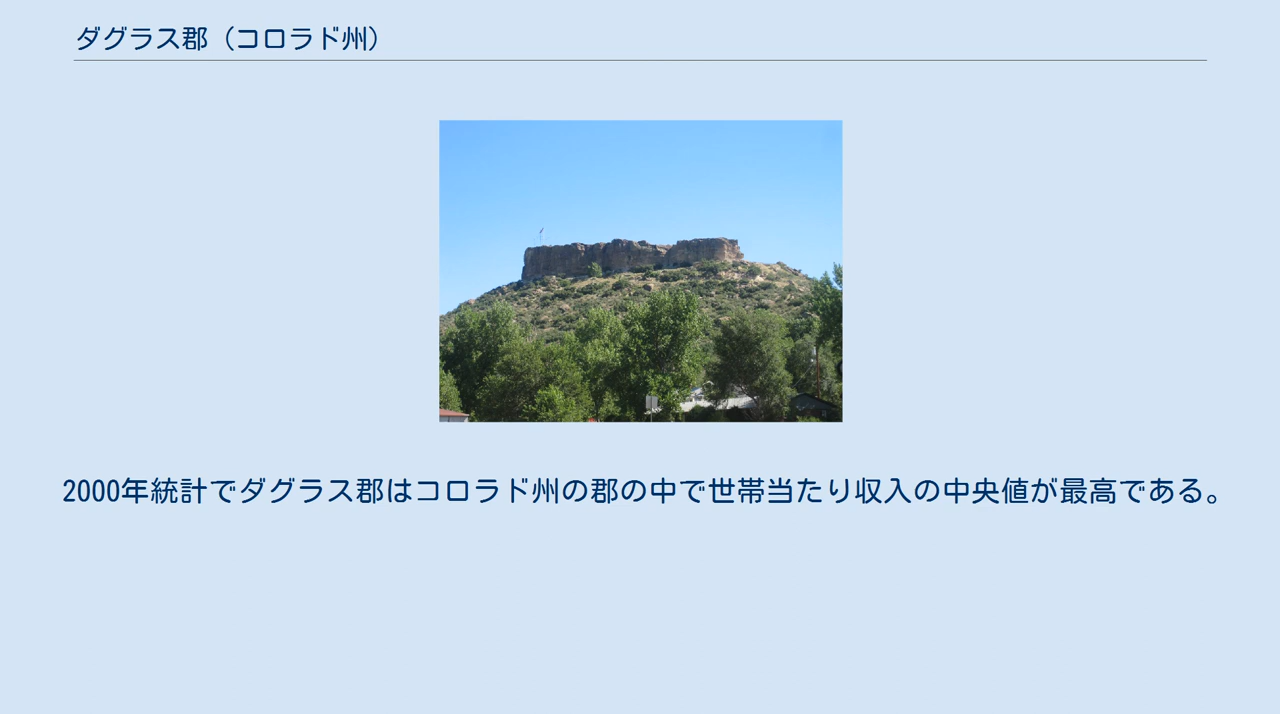 ダグラス郡（コロラド州）
2000年統計でダグラス郡はコロラド州の郡の中で世帯当たり収入の中央値が最高である。